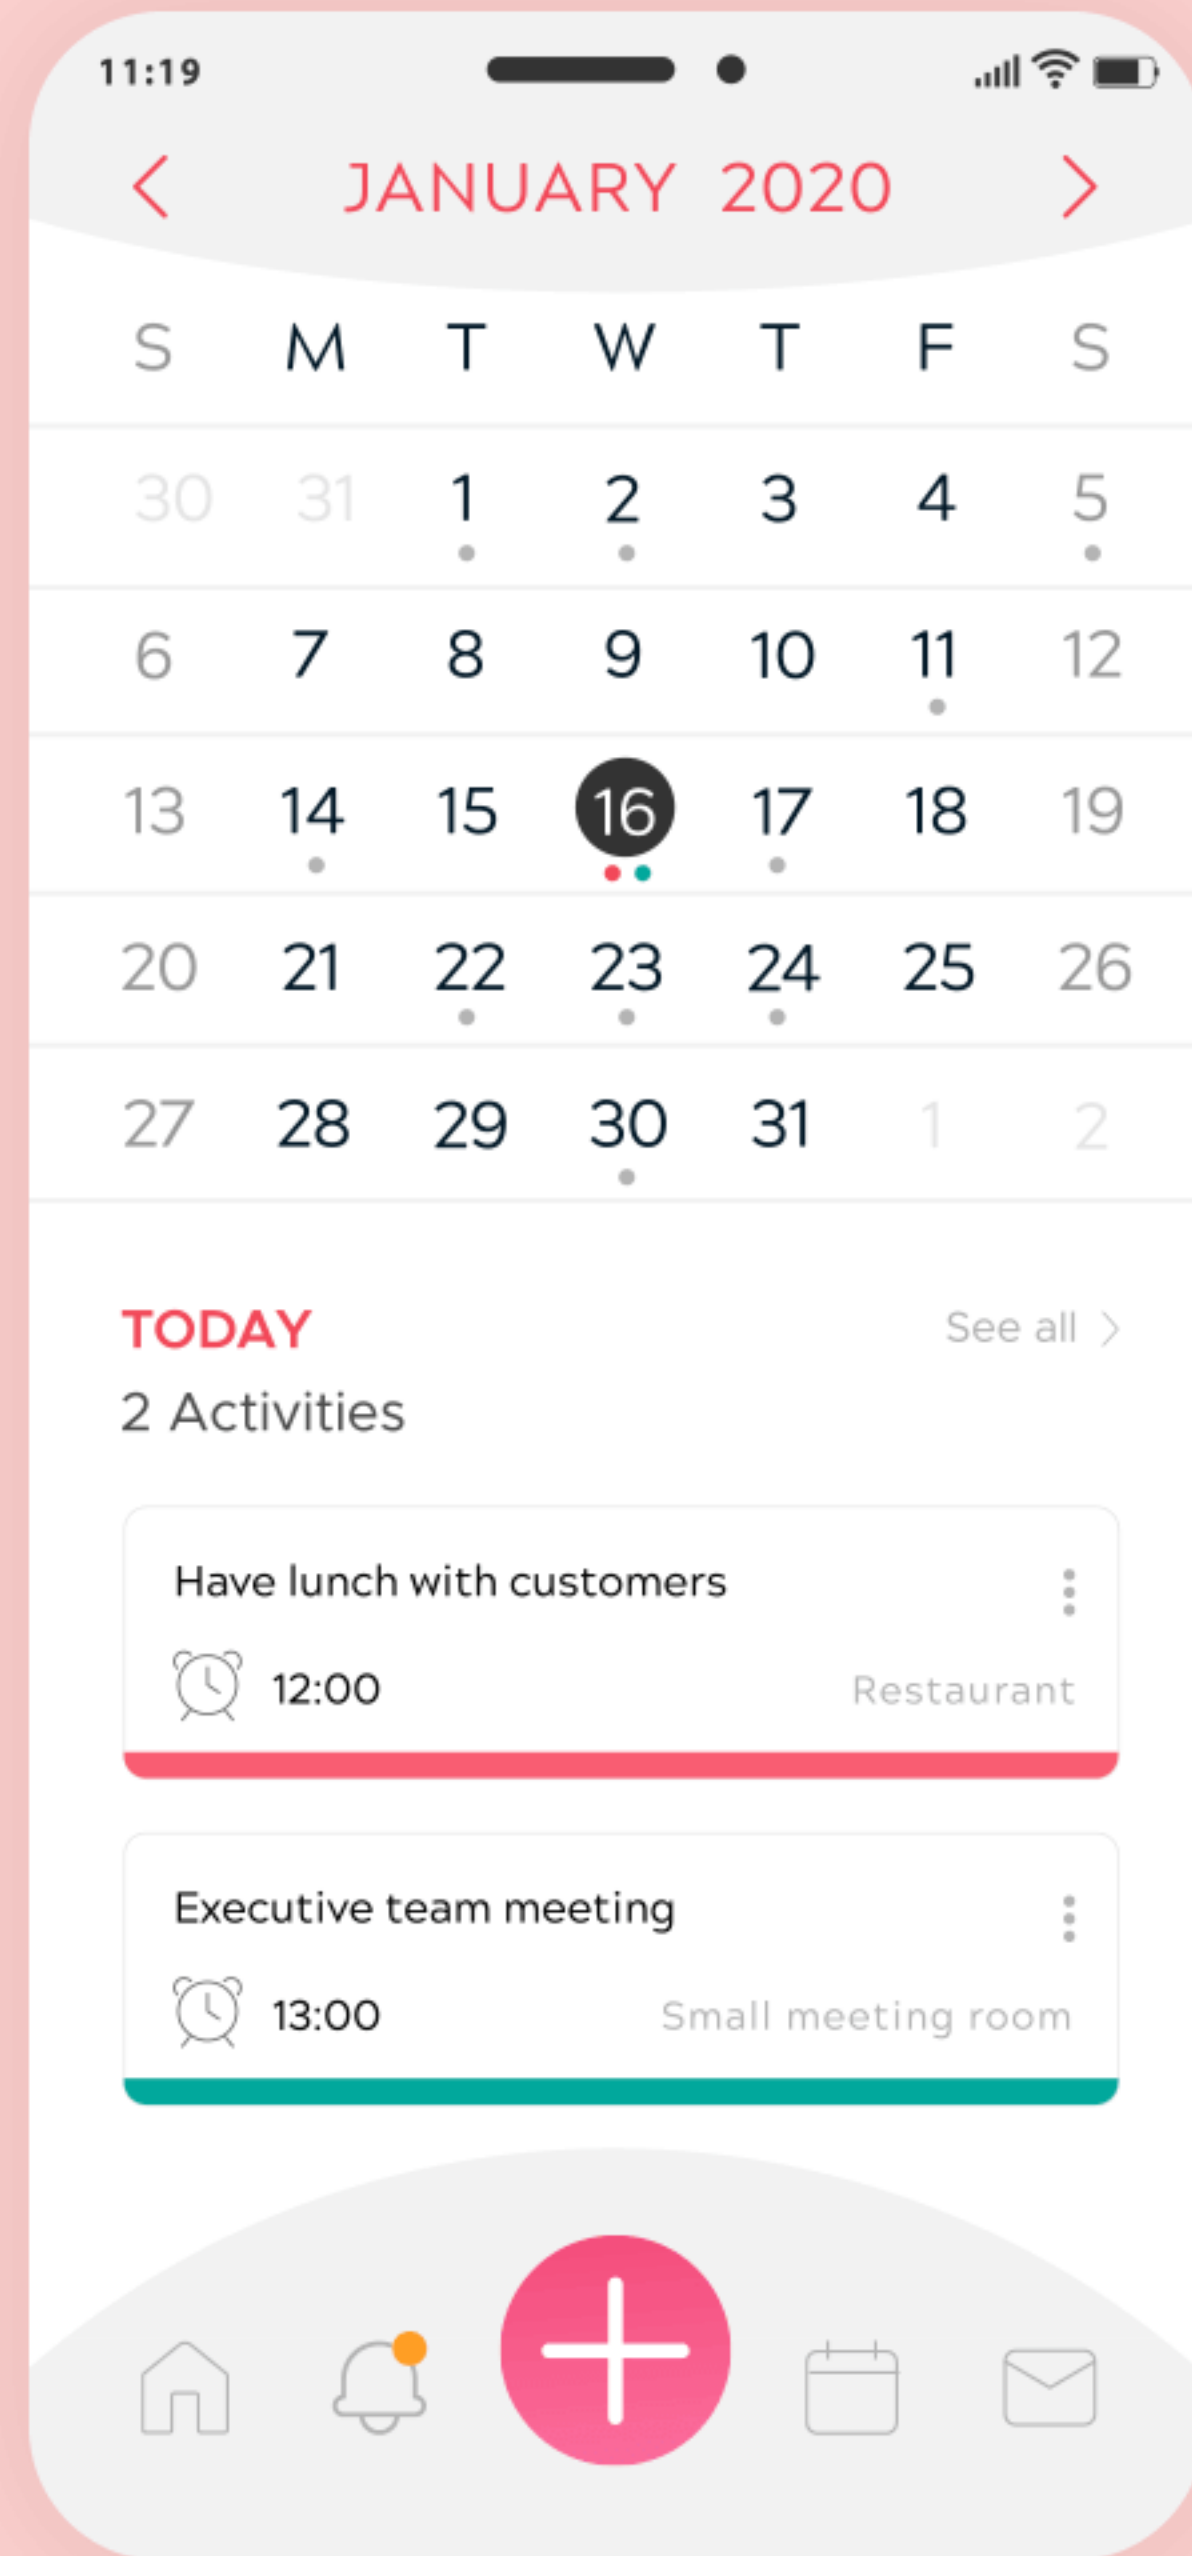 11:19
JANUARY 2020
S M T W T F S
30 31 1 2 3 4 5
6 7 8 9 10 11 12
13 14 15 16 17 18 19
20 21 22 23 24 25 26
27 28 29 30 31 1 2
TODAY
See all
2 Activities
Have lunch with customers
12:00 Restaurant
Executive team meeting
13:00 Small meeting room